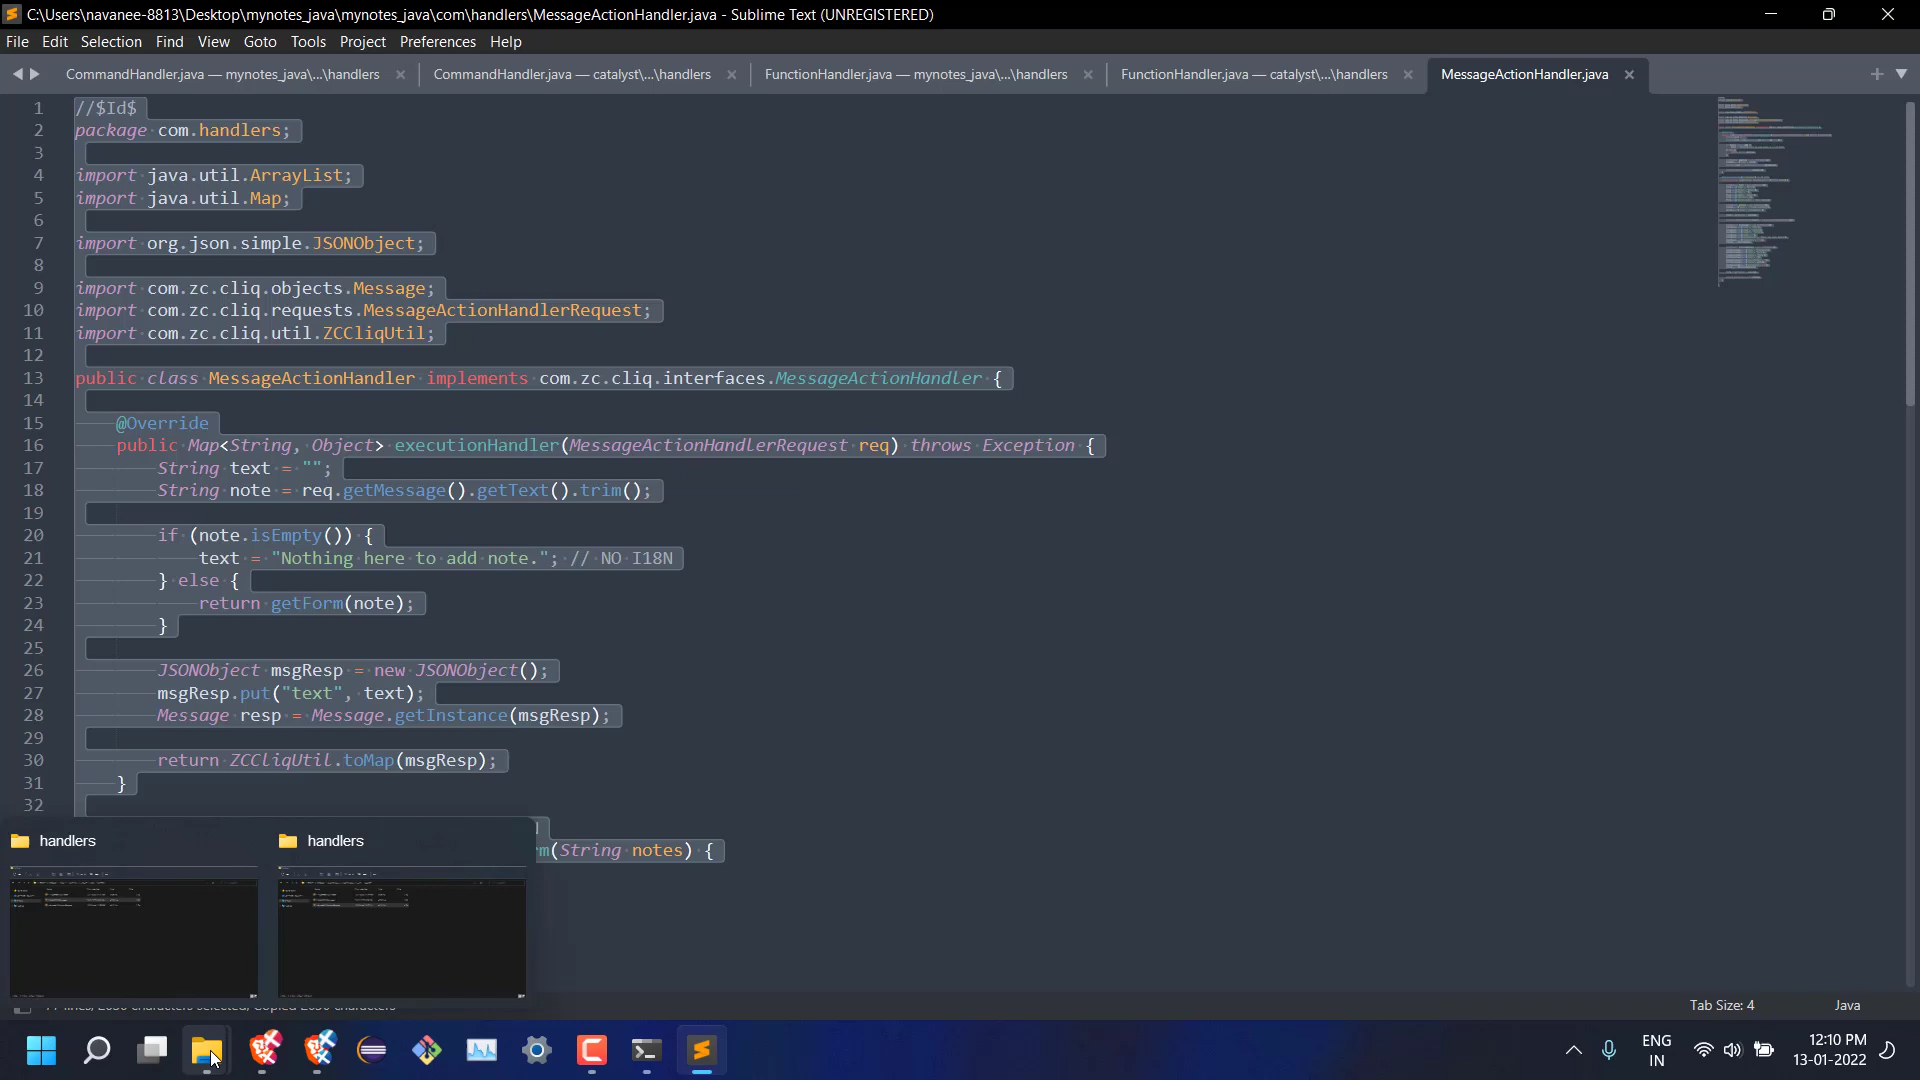 C:\Users\navanee-8813\Desktop\mynotes_java\mynotes_java\com\handlers\MessageActionHandler.java - Sublime Text (UNREGISTERED)
File Edit Selection Find View Goto Tools Project Preferences Help
CommandHandler.java — mynotes_java\...\handlers CommandHandler.java — catalyst\...\handlers FunctionHandler.java — mynotes_java\...\handlers FunctionHandler.java — catalyst\...\handlers MessageActionHandler.java
1 //$Id$
2 package com.handlers;
3
4 import java.util.ArrayList;
5 import java.util.Map;
6
7 import org.json.simple.JSONObject;
8
9 import com.zc.cliq.objects.Message;
10 import com.zc.cliq.requests.MessageActionHandlerRequest;
11 import com.zc.cliq.util.ZCCliqUtil;
12
13 public class MessageActionHandler implements com.zc.cliq.interfaces.MessageActionHandler {
14
15 @Override
16 public Map<String, Object> executionHandler(MessageActionHandlerRequest req) throws Exception {
17 String text = "";
18 String note = req.getMessage().getText().trim();
19
20 if (note.isEmpty()) {
21 text = "Nothing here to add note."; // NO I18N
22 } else {
23 return getForm(note);
24 }
25
26 JSONObject msgResp = new JSONObject();
27 msgResp.put("text", text);
28 Message resp = Message.getInstance(msgResp);
29
30 return ZCCliqUtil.toMap(msgResp);
31 }
32
m(String notes) {
handlers handlers
Tab Size: 4 Java
ENG
IN
12:10 PM
13-01-2022